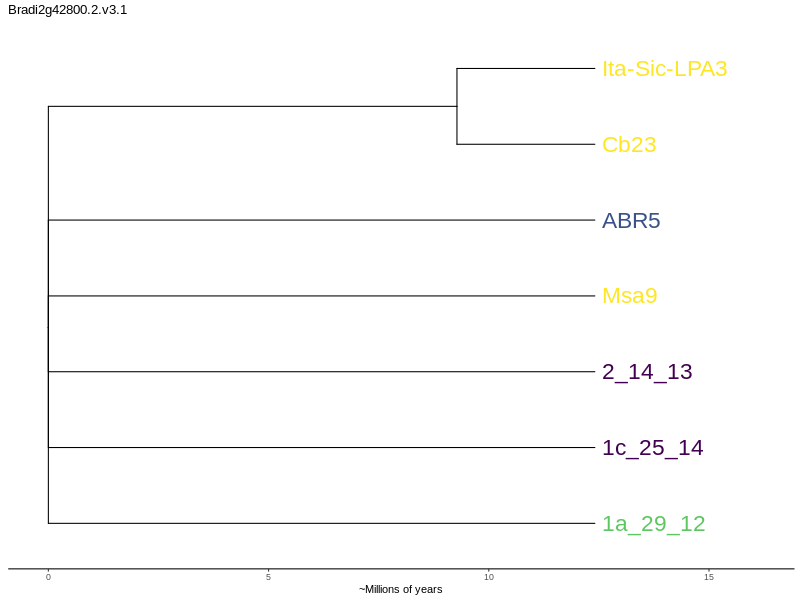 Bradi2g42800.2.v3.1
Ita-Sic-LPA3
Cb23
ABR5
Msa9
2_14_13
1c_25_14
1a_29_12
0 5 10 15
~Millions of years